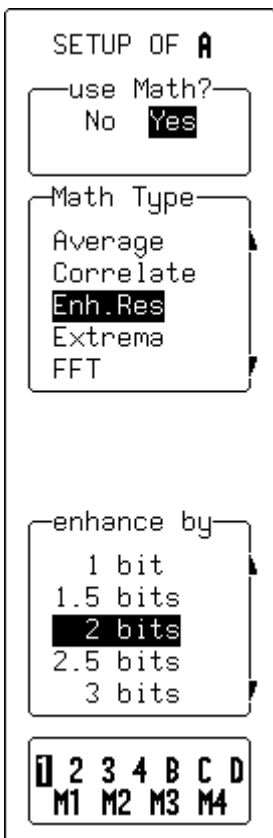 SETUP OF A
use Math?
No Yes
Math Type
Average
Correlate
Enh.Res
Extrema
FFT
enhance by
1 bit
1.5 bits
2 bits
2.5 bits
3 bits
1 2 3 4 B C D
M1 M2 M3 M4